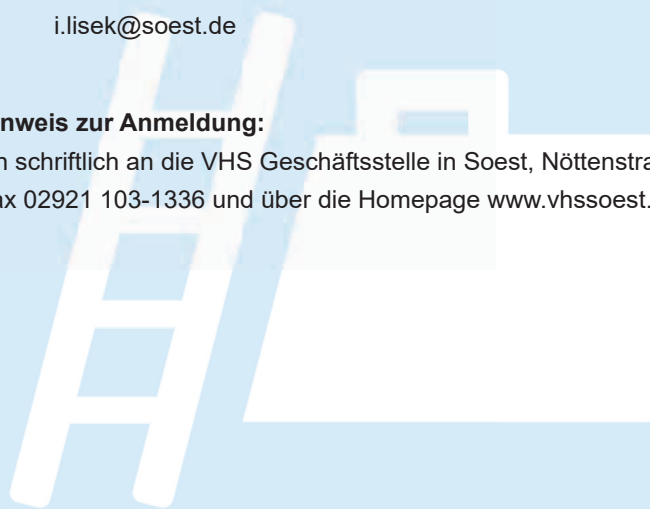 i.lisek@soest.de
nweis zur Anmeldung:
n schriftlich an die VHS Geschäftsstelle in Soest, Nöttenstra
ax 02921 103-1336 und über die Homepage www.vhssoest.